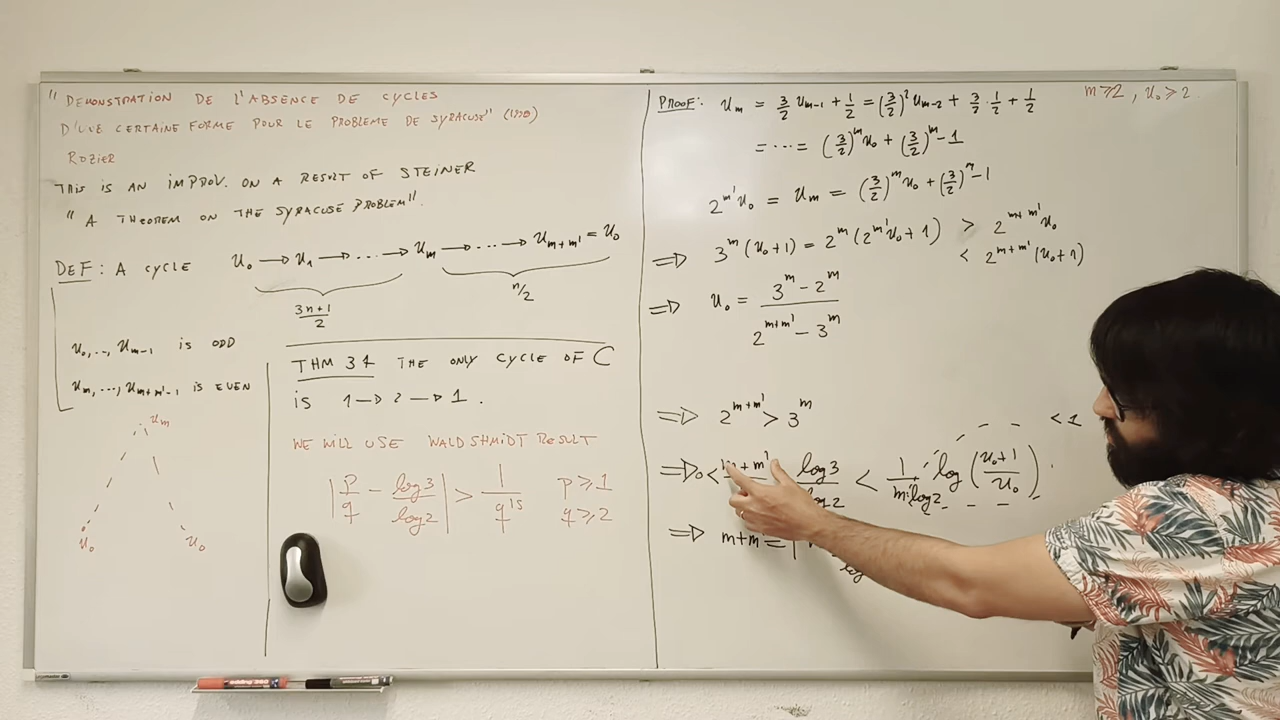 "DEMONSTRATION DE L'ABSENCE DE CYCLES
D'UNE CERTAINE FORME POUR LE PROBLEME DE SYRACUSE" (1990)
ROZIER
THIS IS AN IMPROV. ON A RESULT OF STEINER
"A THEOREM ON THE SYRACUSE PROBLEM".
DEF: A CYCLE u₀ → u₁ → ... → uₘ → ... → uₘ₊ₘ' = u₀
(3n+1)/2
n/2
u₀, .., uₘ₋₁ IS ODD
uₘ, ..., uₘ₊ₘ'₋₁ IS EVEN
uₘ
u₀ u₀
THM 34 THE ONLY CYCLE OF C
IS 1 → 2 → 1.
WE WILL USE WALDSHMIDT RESULT
|p/q - log3/log2| > 1/q¹⁵ p ≥ 1 q ≥ 2
PROOF: uₘ = 3/2 uₘ₋₁ + 1/2 = (3/2)² uₘ₋₂ + 3/2 · 1/2 + 1/2
m ≥ 2, u₀ ≥ 2
= ... = (3/2)ᵐ u₀ + (3/2)ᵐ - 1
2ᵐ' u₀ = uₘ = (3/2)ᵐ u₀ + (3/2)ᵐ - 1
⇒ 3ᵐ (u₀+1) = 2ᵐ (2ᵐ' u₀ + 1) > 2ᵐ⁺ᵐ' u₀
< 2ᵐ⁺ᵐ' (u₀+1)
⇒ u₀ = (3ᵐ - 2ᵐ)/(2ᵐ⁺ᵐ' - 3ᵐ)
⇒ 2ᵐ⁺ᵐ' > 3ᵐ
< 1
⇒ 0 < m+m' log3 < 1/(m log2) log((u₀+1)/u₀)
⇒ m+m' =